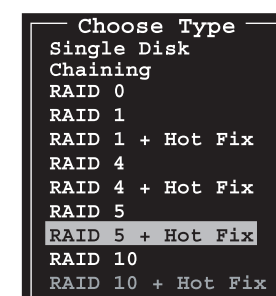 Choose Type
Single Disk
Chaining
RAID 0
RAID 1
RAID 1 + Hot Fix
RAID 4
RAID 4 + Hot Fix
RAID 5
RAID 5 + Hot Fix
RAID 10
RAID 10 + Hot Fix